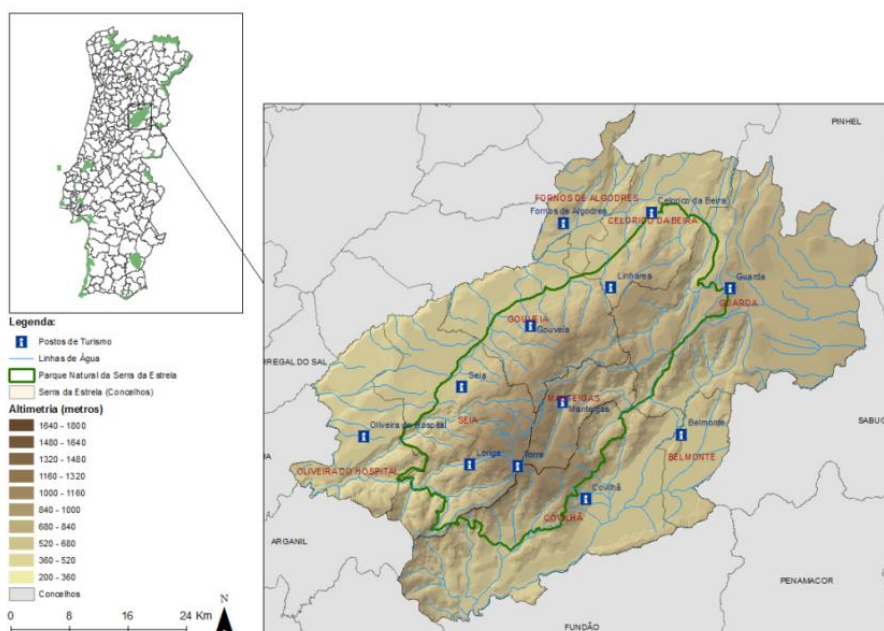 Legenda:
Postos de Turismo
Linhas de Água
Parque Natural da Serra da Estrela
Serra da Estrela (Concelhos)
Altimetria (metros)
1640 - 1800
1480 - 1640
1320 - 1480
1160 - 1320
1000 - 1160
840 - 1000
680 - 840
520 - 680
360 - 520
200 - 360
Concelhos
0 8 16 24 Km
N
PINHEL
FORNOS DE ALGODRES
Fornos de Algodres
Celorico da Beira
CELORICO DA BEIRA
Linhares
Guarda
GUARDA
GOUVEIA
Gouveia
REGAL DO SAL
Seia
SEIA
MANTEIGAS
Manteigas
SABU
Oliveira do Hospital
OLIVEIRA DO HOSPITAL
Belmonte
BELMONTE
Loriga
Torre
Covilhã
COVILHÃ
ARGANIL
PENAMACOR
FUNDÃO